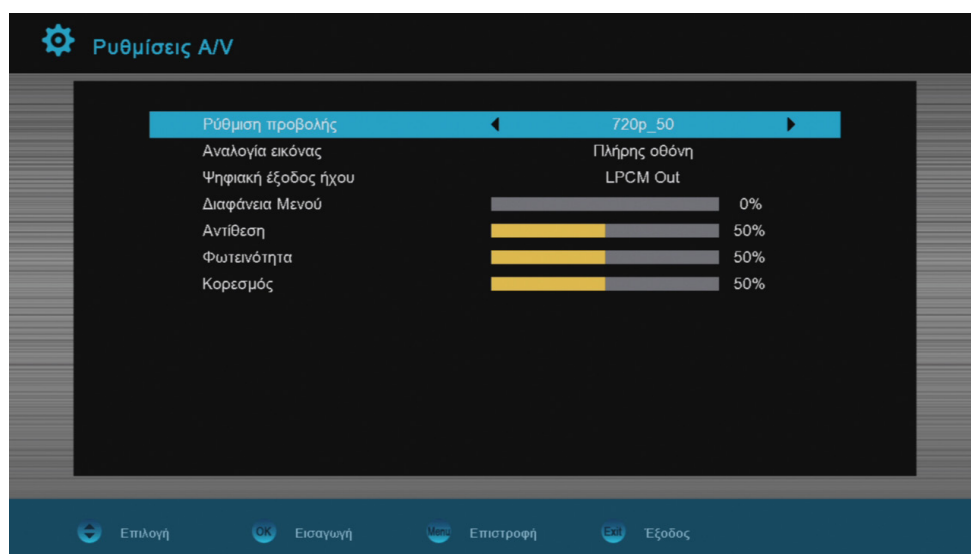 Ρυθμίσεις A/V
Ρύθμιση προβολής 720p_50
Αναλογία εικόνας Πλήρης οθόνη
Ψηφιακή έξοδος ήχου LPCM Out
Διαφάνεια Μενού 0%
Αντίθεση 50%
Φωτεινότητα 50%
Κορεσμός 50%
Επιλογή OK Εισαγωγή Menu Επιστροφή Exit Έξοδος